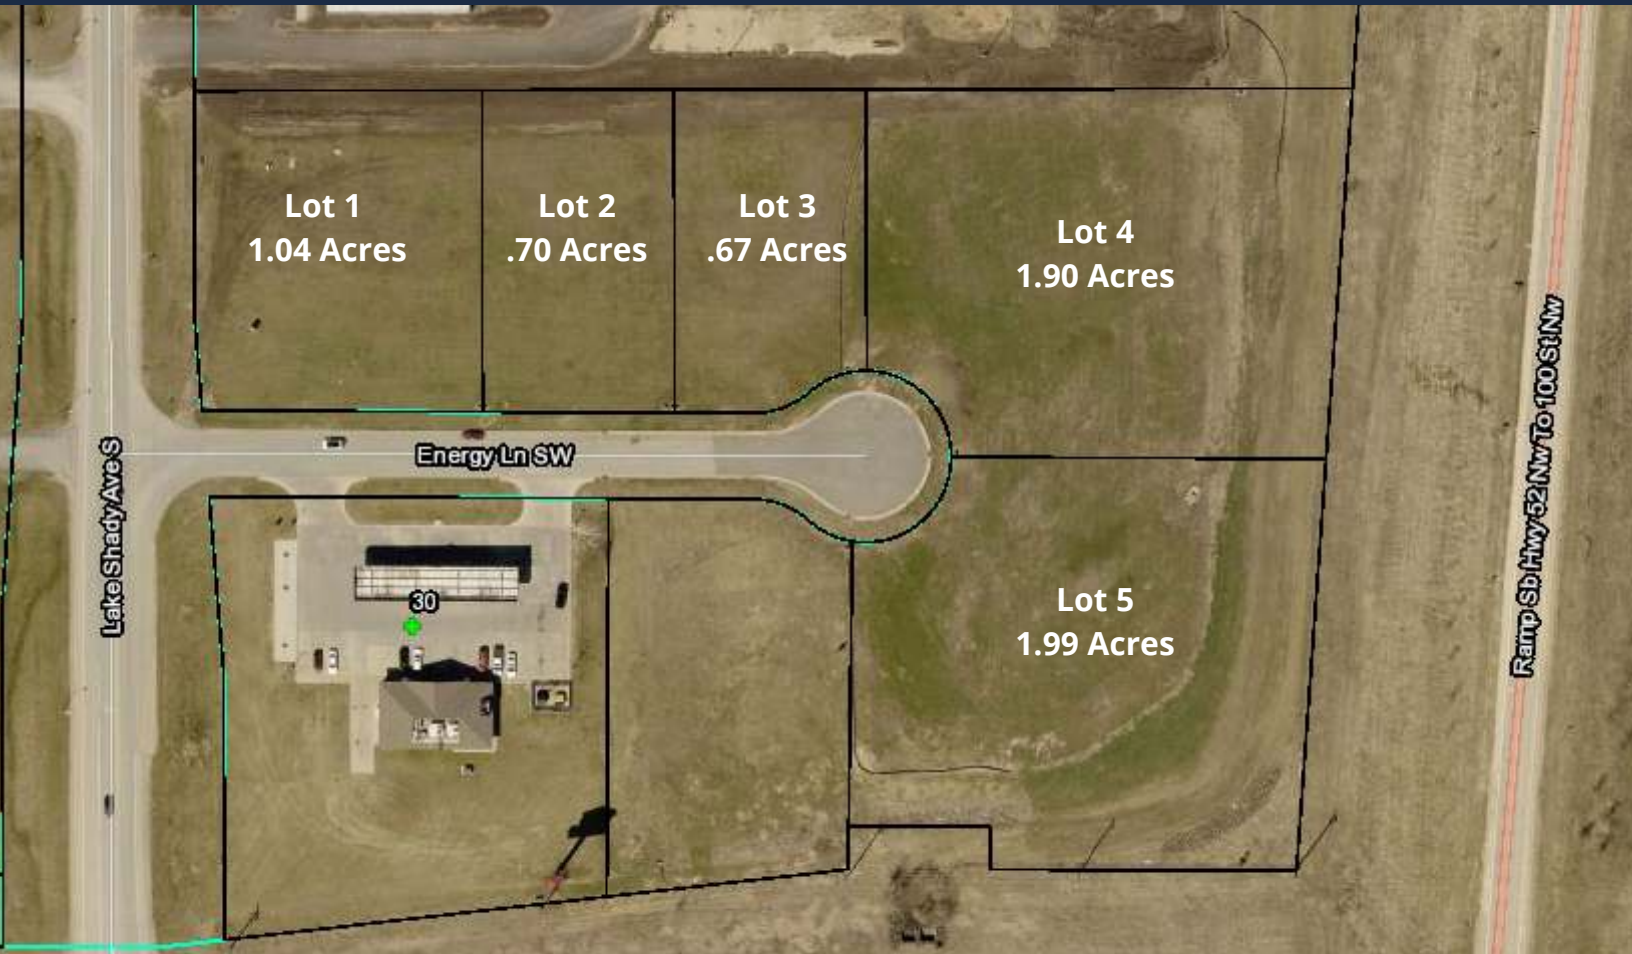 Lot 1
1.04 Acres
Lot 2
.70 Acres
Lot 3
.67 Acres
Lot 4
1.90 Acres
Energy Ln SW
Lake Shady Ave S
Ramp Sb Hwy 52 Nw To 100 St Nw
30
Lot 5
1.99 Acres